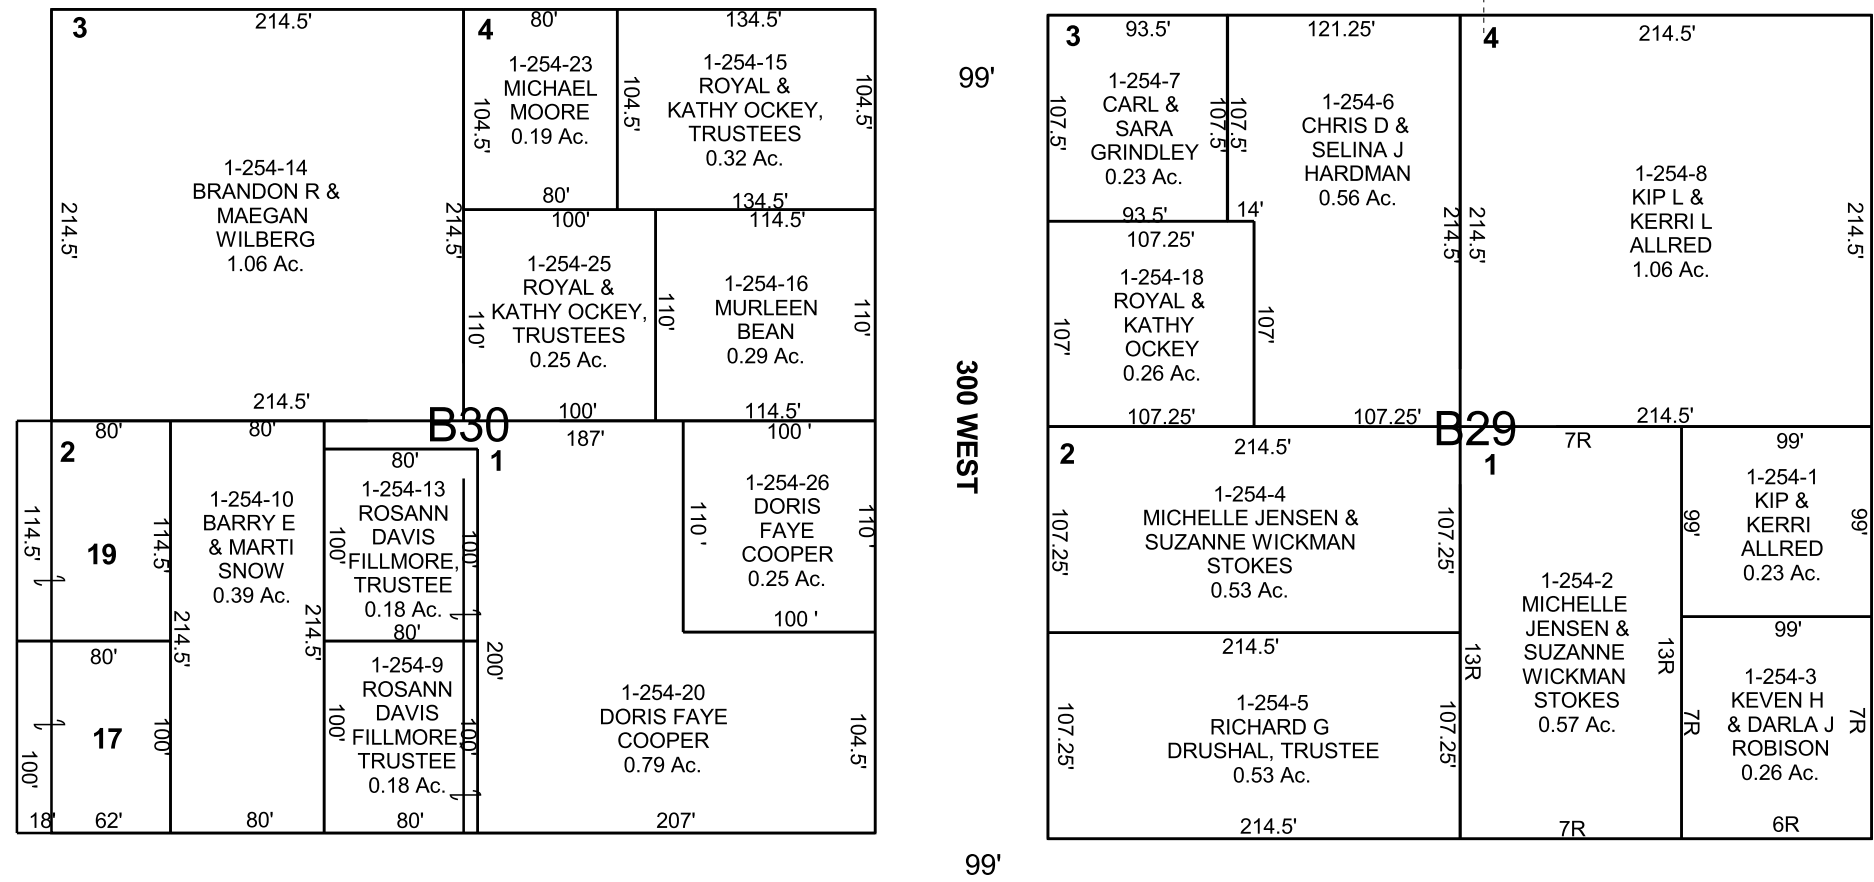 3
214.5'
4
80'
134.5'
1-254-23
MICHAEL
MOORE
0.19 Ac.
1-254-15
ROYAL &
KATHY OCKEY,
TRUSTEES
0.32 Ac.
104.5'
104.5'
104.5'
80'
134.5'
1-254-14
BRANDON R &
MAEGAN
WILBERG
1.06 Ac.
214.5'
214.5'
214.5'
100'
114.5'
1-254-25
ROYAL &
KATHY OCKEY,
TRUSTEES
0.25 Ac.
1-254-16
MURLEEN
BEAN
0.29 Ac.
110'
110'
110'
100'
114.5'
B30
2
80'
80'
114.5'
19
114.5'
80'
17
100'
100'
18'
62'
1-254-10
BARRY E
& MARTI
SNOW
0.39 Ac.
214.5'
214.5'
80'
80'
1-254-13
ROSANN
DAVIS
FILLMORE,
TRUSTEE
0.18 Ac.
100'
100'
80'
1-254-9
ROSANN
DAVIS
FILLMORE,
TRUSTEE
0.18 Ac.
100'
100'
80'
1
187'
100 '
1-254-26
DORIS
FAYE
COOPER
0.25 Ac.
110 '
110 '
100 '
200'
1-254-20
DORIS FAYE
COOPER
0.79 Ac.
104.5'
207'
99'
300 WEST
99'
3
93.5'
121.25'
4
214.5'
1-254-7
CARL &
SARA
GRINDLEY
0.23 Ac.
107.5'
107.5'
107.5'
93.5'
14'
1-254-6
CHRIS D &
SELINA J
HARDMAN
0.56 Ac.
214.5'
214.5'
1-254-8
KIP L &
KERRI L
ALLRED
1.06 Ac.
214.5'
107.25'
1-254-18
ROYAL &
KATHY
OCKEY
0.26 Ac.
107'
107'
107.25'
107.25'
214.5'
B29
2
214.5'
1-254-4
MICHELLE JENSEN &
SUZANNE WICKMAN
STOKES
0.53 Ac.
107.25'
107.25'
214.5'
1-254-5
RICHARD G
DRUSHAL, TRUSTEE
0.53 Ac.
107.25'
107.25'
214.5'
1
7R
1-254-2
MICHELLE
JENSEN &
SUZANNE
WICKMAN
STOKES
0.57 Ac.
13R
13R
7R
99'
1-254-1
KIP &
KERRI
ALLRED
0.23 Ac.
99'
99'
99'
1-254-3
KEVEN H
& DARLA J
ROBISON
0.26 Ac.
7R
7R
6R